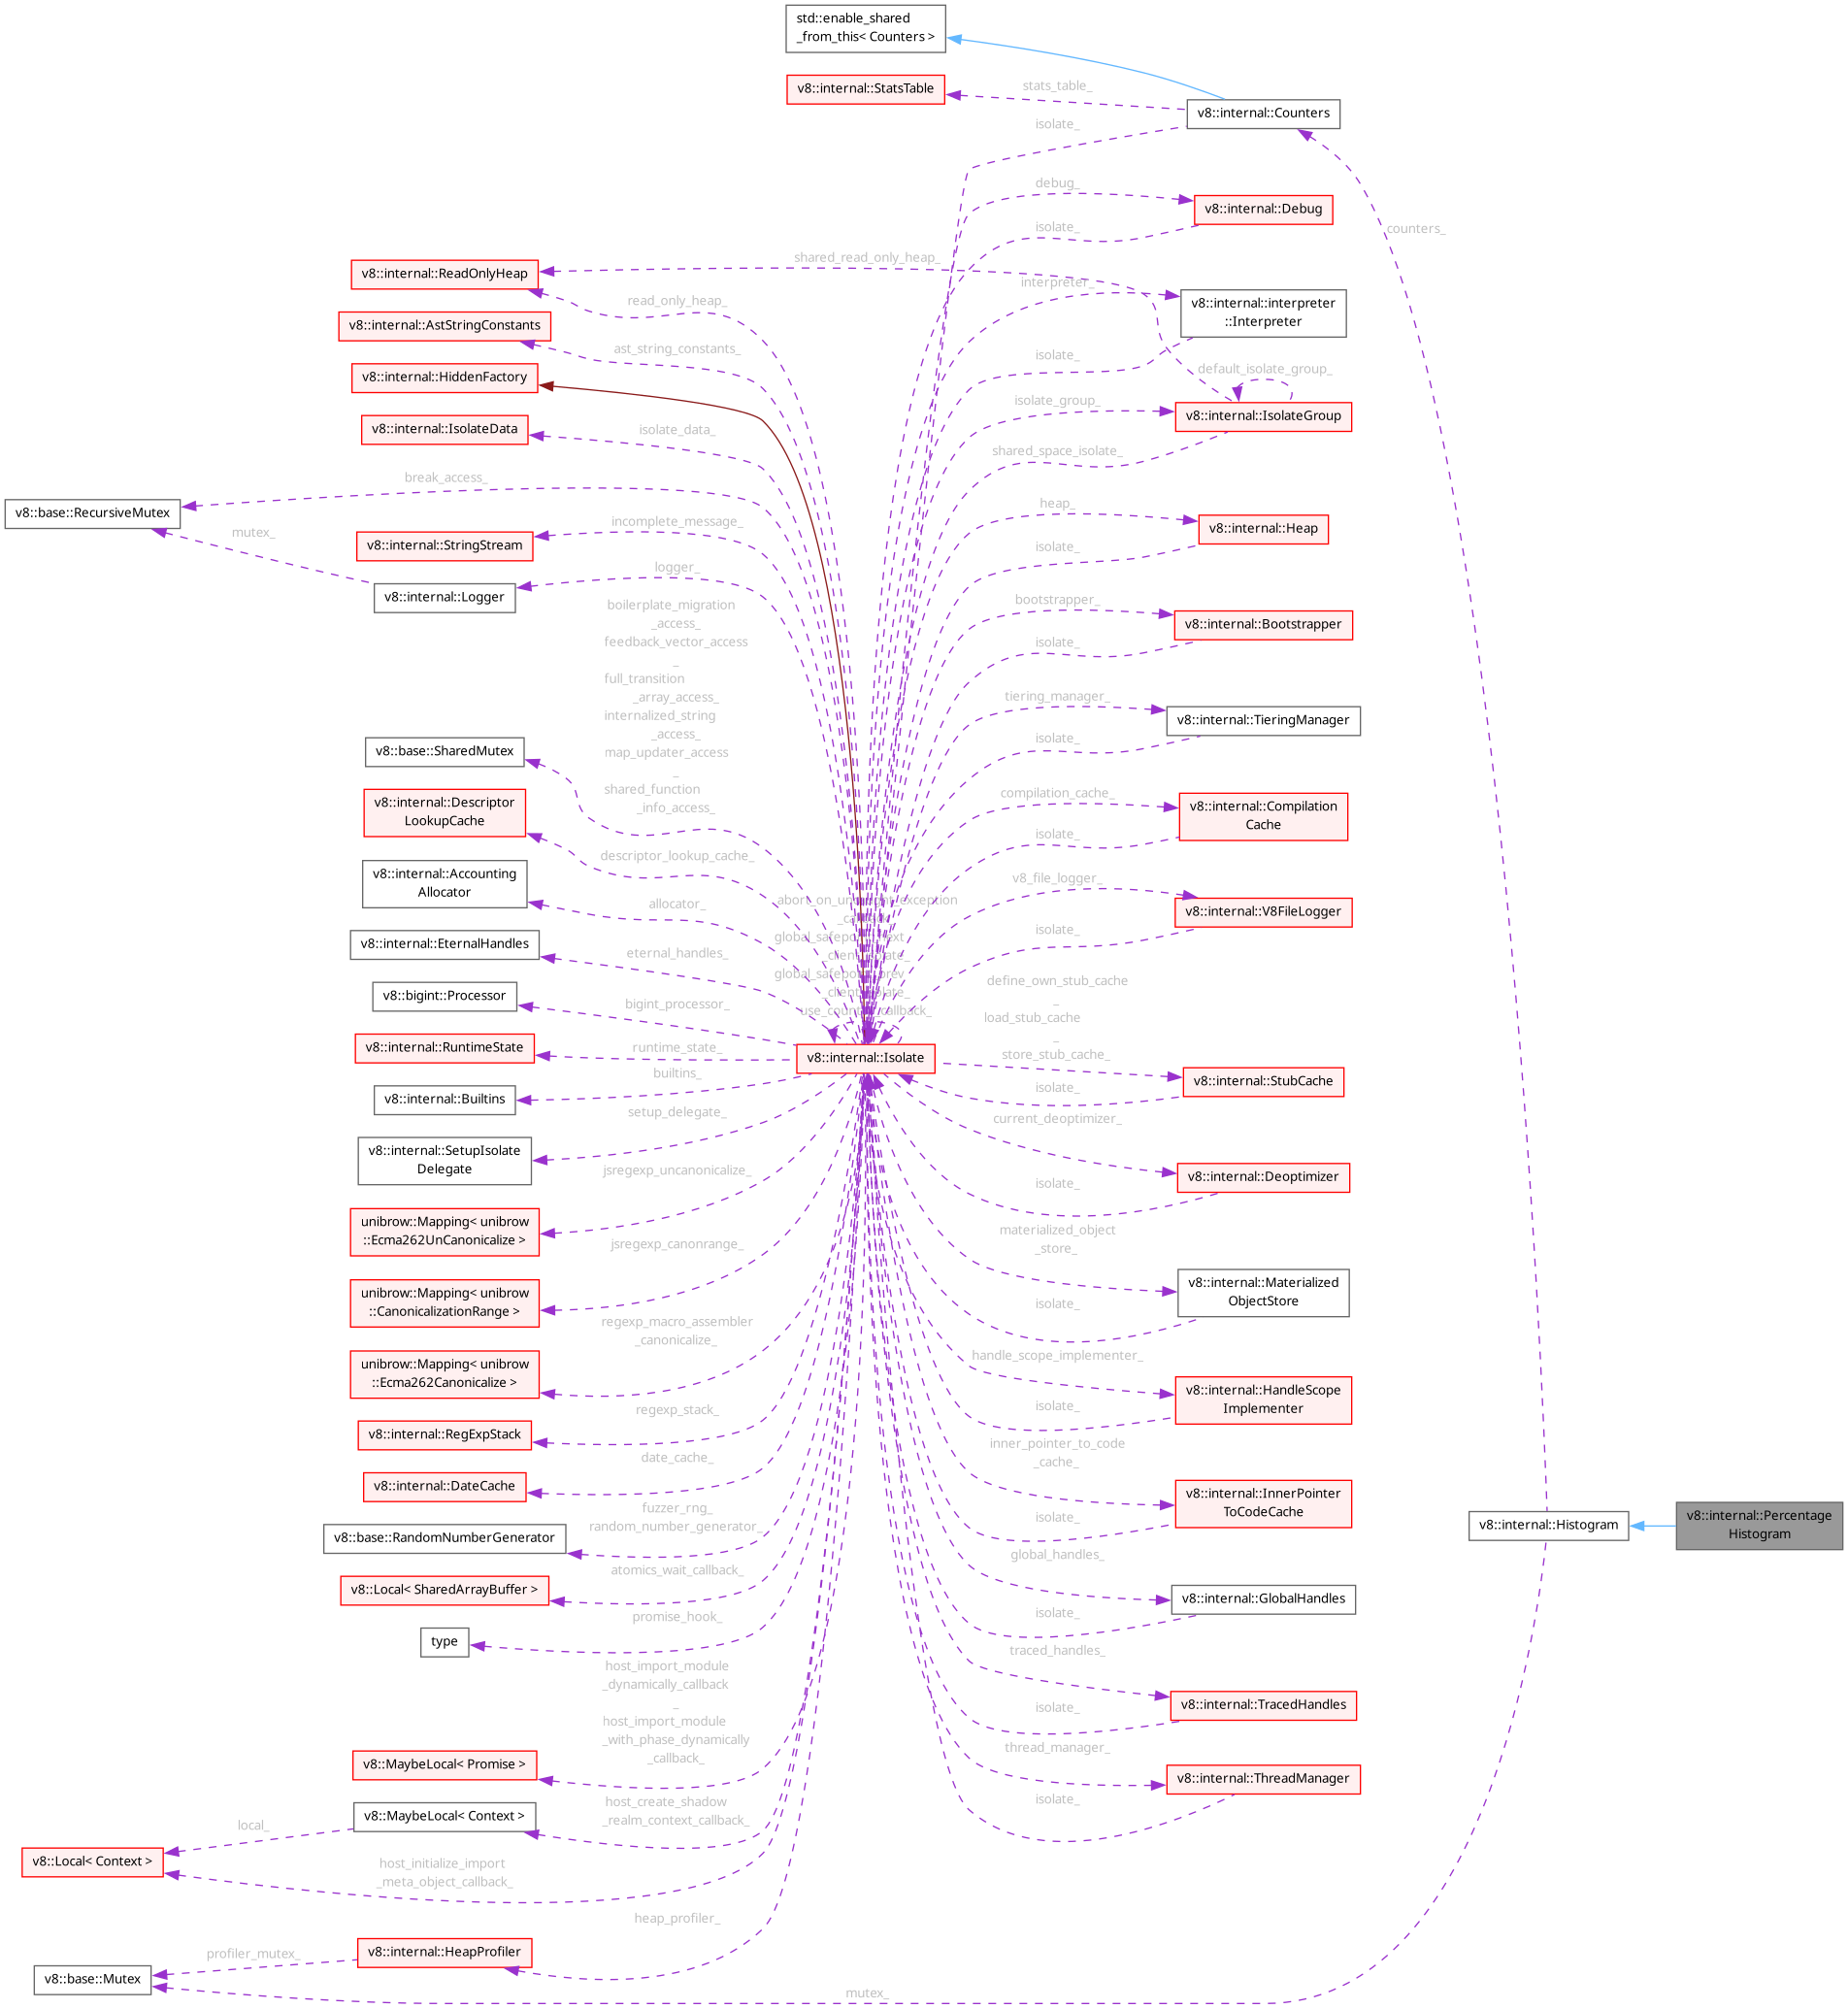 std::enable_shared
_from_this< Counters >
v8::internal::StatsTable
stats_table_
v8::internal::Counters
isolate_
debug_
v8::internal::Debug
isolate_
counters_
shared_read_only_heap_
v8::internal::ReadOnlyHeap
interpreter_
v8::internal::interpreter
::Interpreter
read_only_heap_
v8::internal::AstStringConstants
ast_string_constants_
isolate_
default_isolate_group_
v8::internal::HiddenFactory
isolate_group_
v8::internal::IsolateGroup
v8::internal::IsolateData
isolate_data_
shared_space_isolate_
break_access_
v8::base::RecursiveMutex
mutex_
incomplete_message_
v8::internal::StringStream
heap_
v8::internal::Heap
isolate_
logger_
v8::internal::Logger
bootstrapper_
v8::internal::Bootstrapper
isolate_
boilerplate_migration
_access_
feedback_vector_access
_
full_transition
_array_access_
internalized_string
_access_
map_updater_access
_
shared_function
_info_access_
tiering_manager_
v8::internal::TieringManager
isolate_
v8::base::SharedMutex
v8::internal::Descriptor
LookupCache
descriptor_lookup_cache_
compilation_cache_
v8::internal::Compilation
Cache
isolate_
v8::internal::Accounting
Allocator
allocator_
v8_file_logger_
v8::internal::V8FileLogger
isolate_
v8::internal::EternalHandles
eternal_handles_
v8::bigint::Processor
bigint_processor_
v8::internal::RuntimeState
runtime_state_
_client_isolate_
_client_isolate_
use_counter_callback_
v8::internal::Isolate
define_own_stub_cache
_
load_stub_cache
_
store_stub_cache_
v8::internal::StubCache
isolate_
v8::internal::Builtins
builtins_
current_deoptimizer_
v8::internal::Deoptimizer
isolate_
v8::internal::SetupIsolate
Delegate
setup_delegate_
jsregexp_uncanonicalize_
unibrow::Mapping< unibrow
::Ecma262UnCanonicalize >
materialized_object
_store_
v8::internal::Materialized
ObjectStore
isolate_
jsregexp_canonrange_
unibrow::Mapping< unibrow
::CanonicalizationRange >
regexp_macro_assembler
_canonicalize_
unibrow::Mapping< unibrow
::Ecma262Canonicalize >
handle_scope_implementer_
v8::internal::HandleScope
Implementer
isolate_
regexp_stack_
v8::internal::RegExpStack
date_cache_
v8::internal::DateCache
inner_pointer_to_code
_cache_
v8::internal::InnerPointer
ToCodeCache
isolate_
fuzzer_rng_
random_number_generator_
v8::base::RandomNumberGenerator
v8::internal::Histogram
v8::internal::Percentage
Histogram
atomics_wait_callback_
v8::Local< SharedArrayBuffer >
global_handles_
v8::internal::GlobalHandles
isolate_
promise_hook_
type
traced_handles_
v8::internal::TracedHandles
isolate_
host_import_module
_dynamically_callback
_
host_import_module
_with_phase_dynamically
_callback_
v8::MaybeLocal< Promise >
thread_manager_
v8::internal::ThreadManager
isolate_
host_create_shadow
_realm_context_callback_
v8::MaybeLocal< Context >
local_
v8::Local< Context >
host_initialize_import
_meta_object_callback_
heap_profiler_
v8::internal::HeapProfiler
profiler_mutex_
v8::base::Mutex
mutex_